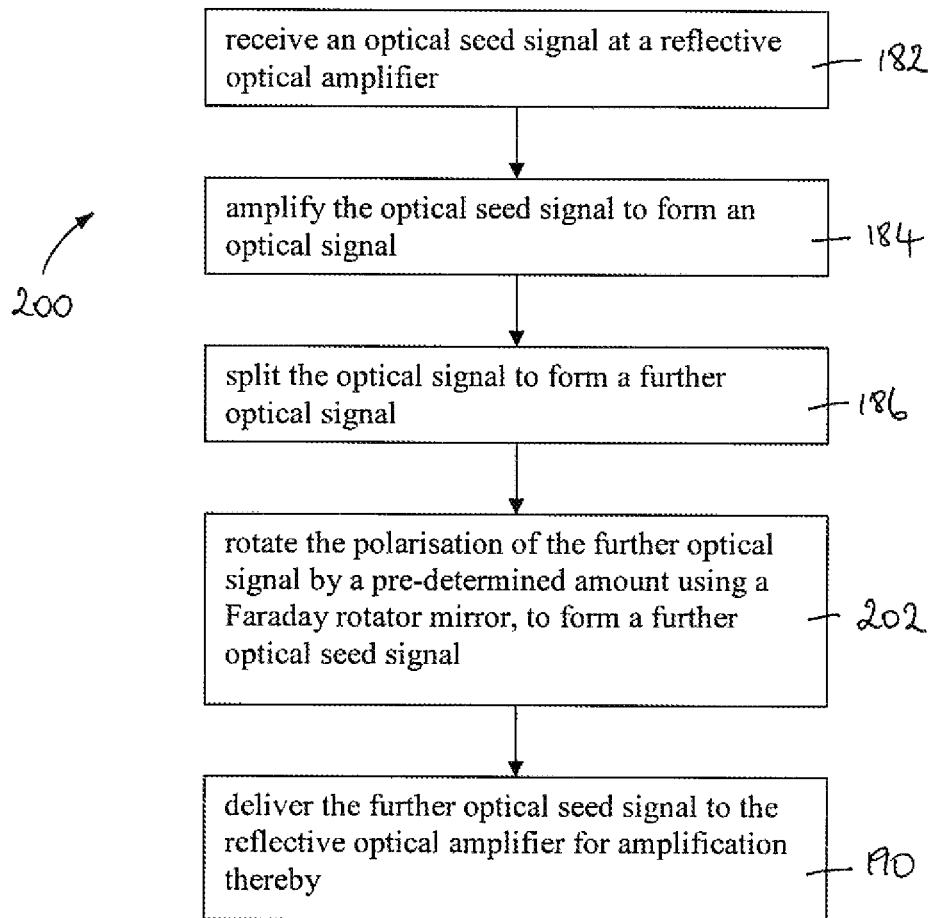 receive an optical seed signal at a reflective
optical amplifier
182
amplify the optical seed signal to form an
optical signal
184
200
split the optical signal to form a further
optical signal
186
rotate the polarisation of the further optical
signal by a pre-determined amount using a
Faraday rotator mirror, to form a further
optical seed signal
202
deliver the further optical seed signal to the
reflective optical amplifier for amplification
thereby
190